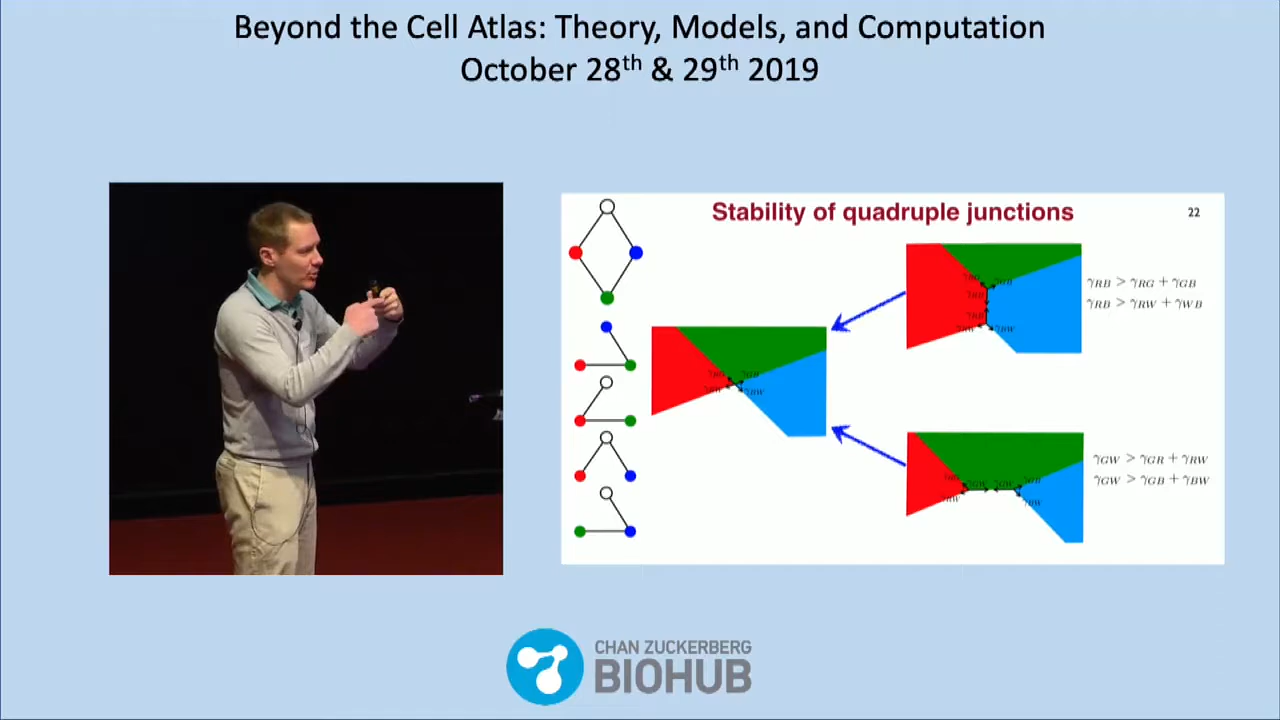 Beyond the Cell Atlas: Theory, Models, and Computation
October 28th & 29th 2019
Stability of quadruple junctions
22
γRB > γRG + γGB
γRB > γRW + γWB
γGW > γGR + γRW
γGW > γGB + γBW
CHAN ZUCKERBERG
BIOHUB